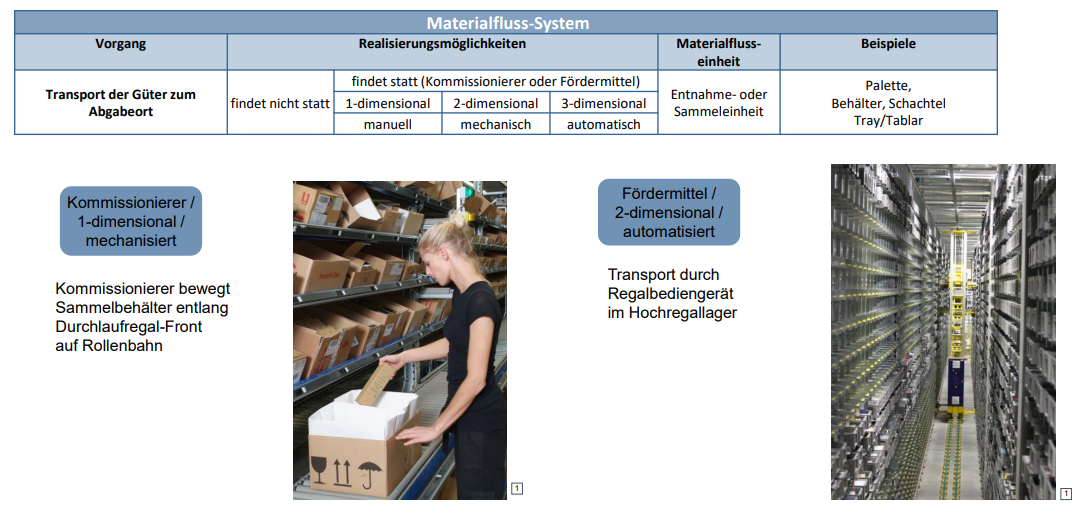 Materialfluss-System
Vorgang
Realisierungsmöglichkeiten
Materialfluss-
einheit
Beispiele
Transport der Güter zum
Abgabeort
findet nicht statt
findet statt (Kommissionierer oder Fördermittel)
1-dimensional
2-dimensional
3-dimensional
manuell
mechanisch
automatisch
Entnahme- oder
Sammeleinheit
Palette,
Behälter, Schachtel
Tray/Tablar
Kommissionierer /
1-dimensional /
mechanisiert
Kommissionierer bewegt
Sammelbehälter entlang
Durchlaufregal-Front
auf Rollenbahn
1
Fördermittel /
2-dimensional /
automatisiert
Transport durch
Regalbediengerät
im Hochregallager
1